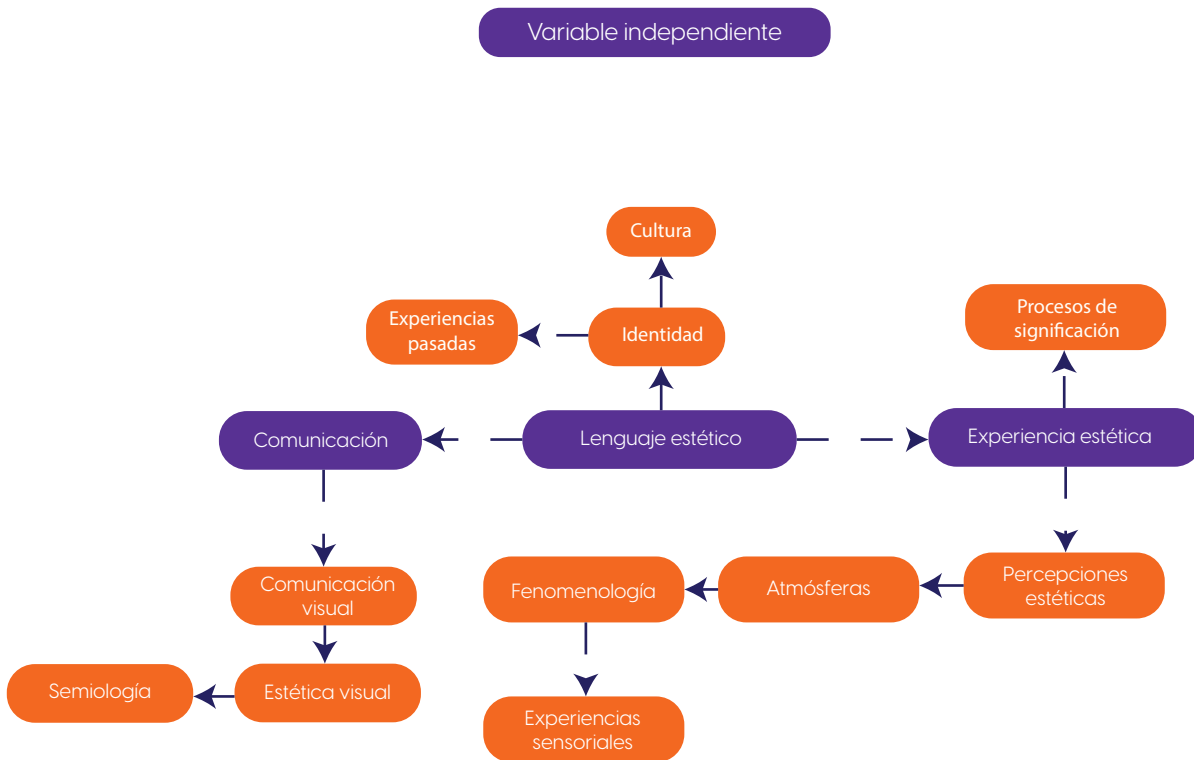 Variable independiente
Cultura
Experiencias
pasadas
Identidad
Procesos de
significación
Comunicación
Lenguaje estético
Experiencia estética
Comunicación
visual
Fenomenología
Atmósferas
Percepciones
estéticas
Semiología
Estética visual
Experiencias
sensoriales